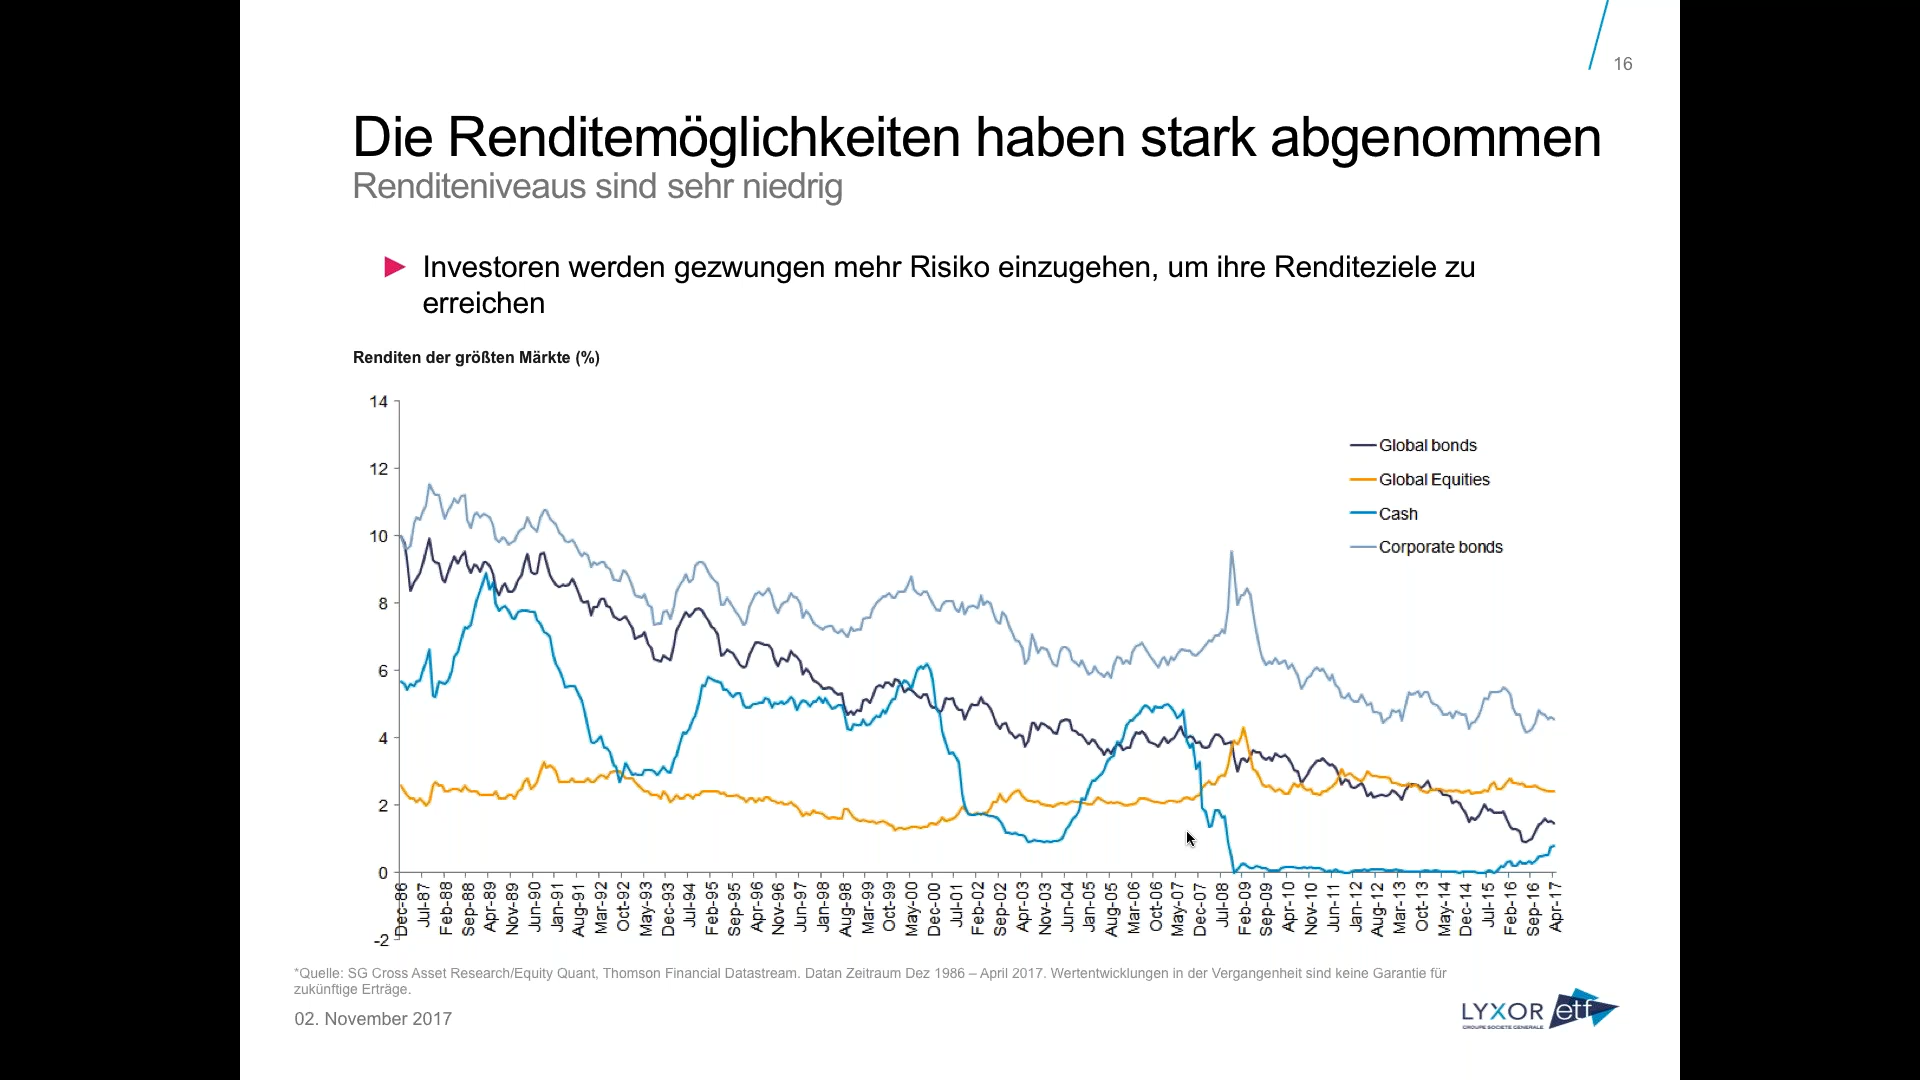 16
Die Renditemöglichkeiten haben stark abgenommen
Renditeniveaus sind sehr niedrig
Investoren werden gezwungen mehr Risiko einzugehen, um ihre Renditeziele zu
erreichen
Renditen der größten Märkte (%)
14
12
10
8
6
4
2
0
-2
Global bonds
Global Equities
Cash
Corporate bonds
Dec-86
Jul-87
Feb-88
Sep-88
Apr-89
Nov-89
Jun-90
Jan-91
Aug-91
Mar-92
Oct-92
May-93
Dec-93
Jul-94
Feb-95
Sep-95
Apr-96
Nov-96
Jun-97
Jan-98
Aug-98
Mar-99
Oct-99
May-00
Dec-00
Jul-01
Feb-02
Sep-02
Apr-03
Nov-03
Jun-04
Jan-05
Aug-05
Mar-06
Oct-06
May-07
Dec-07
Jul-08
Feb-09
Sep-09
Apr-10
Nov-10
Jun-11
Jan-12
Aug-12
Mar-13
Oct-13
May-14
Dec-14
Jul-15
Feb-16
Sep-16
Apr-17
*Quelle: SG Cross Asset Research/Equity Quant, Thomson Financial Datastream. Datan Zeitraum Dez 1986 – April 2017. Wertentwicklungen in der Vergangenheit sind keine Garantie für
zukünftige Erträge.
02. November 2017
LYXOR etf
GROUPE SOCIETE GENERALE